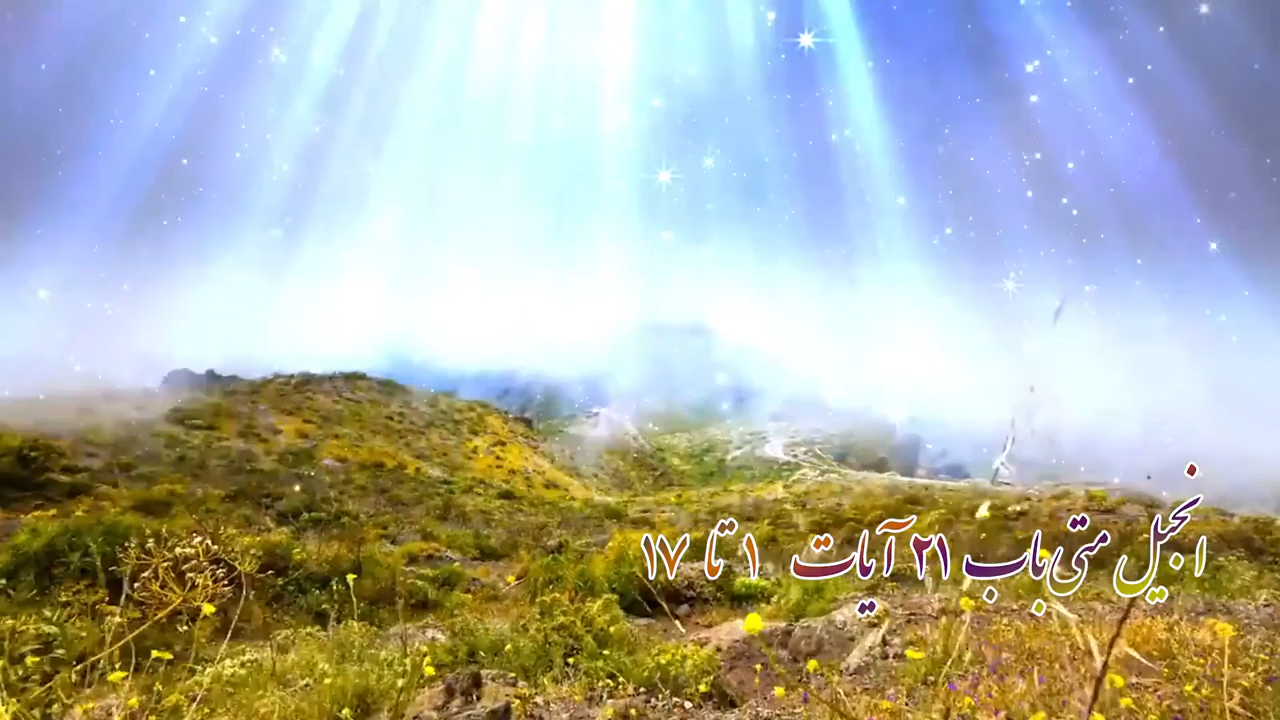 انجیل متی باب ۲۱ آیات ۱ تا ۱۷